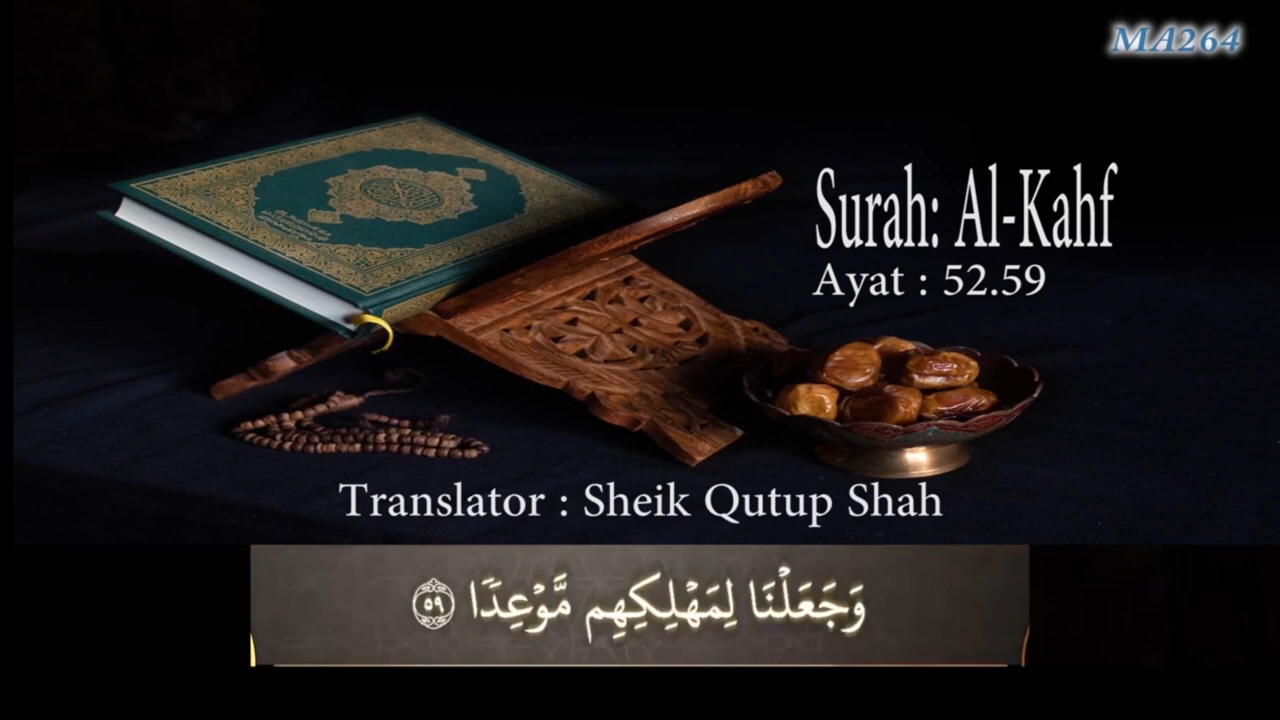 MA264
Surah: Al-Kahf
Ayat : 52.59
Translator : Sheik Qutup Shah
وَجَعَلْنَا لِمَهْلِكِهِم مَّوْعِدًا ٥٩